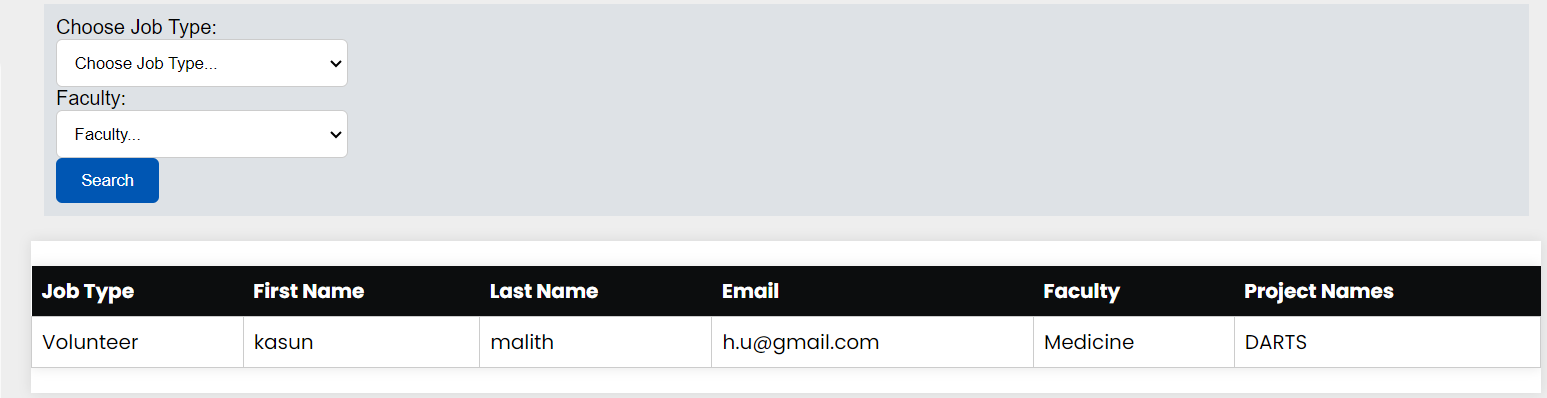 Choose Job Type:
Choose Job Type...
Faculty:
Faculty...
Search
Job Type First Name Last Name Email Faculty Project Names
Volunteer kasun malith h.u@gmail.com Medicine DARTS